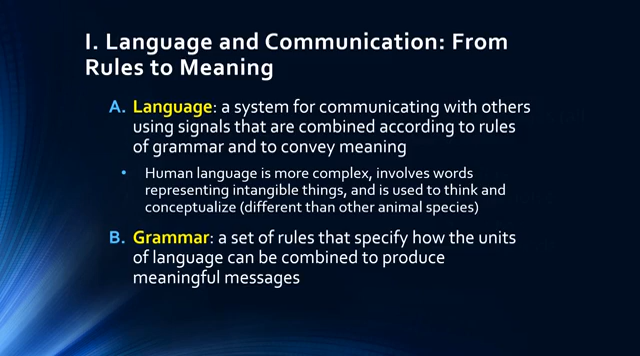 I. Language and Communication: From
Rules to Meaning
A. Language: a system for communicating with others
using signals that are combined according to rules
of grammar and to convey meaning
• Human language is more complex, involves words
representing intangible things, and is used to think and
conceptualize (different than other animal species)
B. Grammar: a set of rules that specify how the units
of language can be combined to produce
meaningful messages